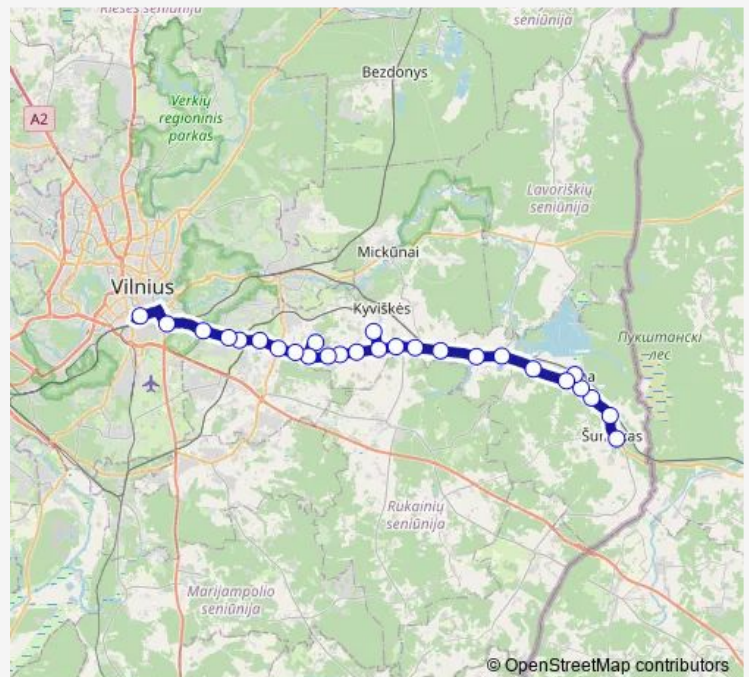 Riešės seniūnija
seniūnija
Bezdonys
A2
Verkių
regioninis
parkas
Lavoriškių
seniūnija
Mickūnai
Vilnius
Kyviškės
Пукштанскі
лес
Rukainių
seniūnija
Marijampolio
seniūnija
© OpenStreetMap contributors